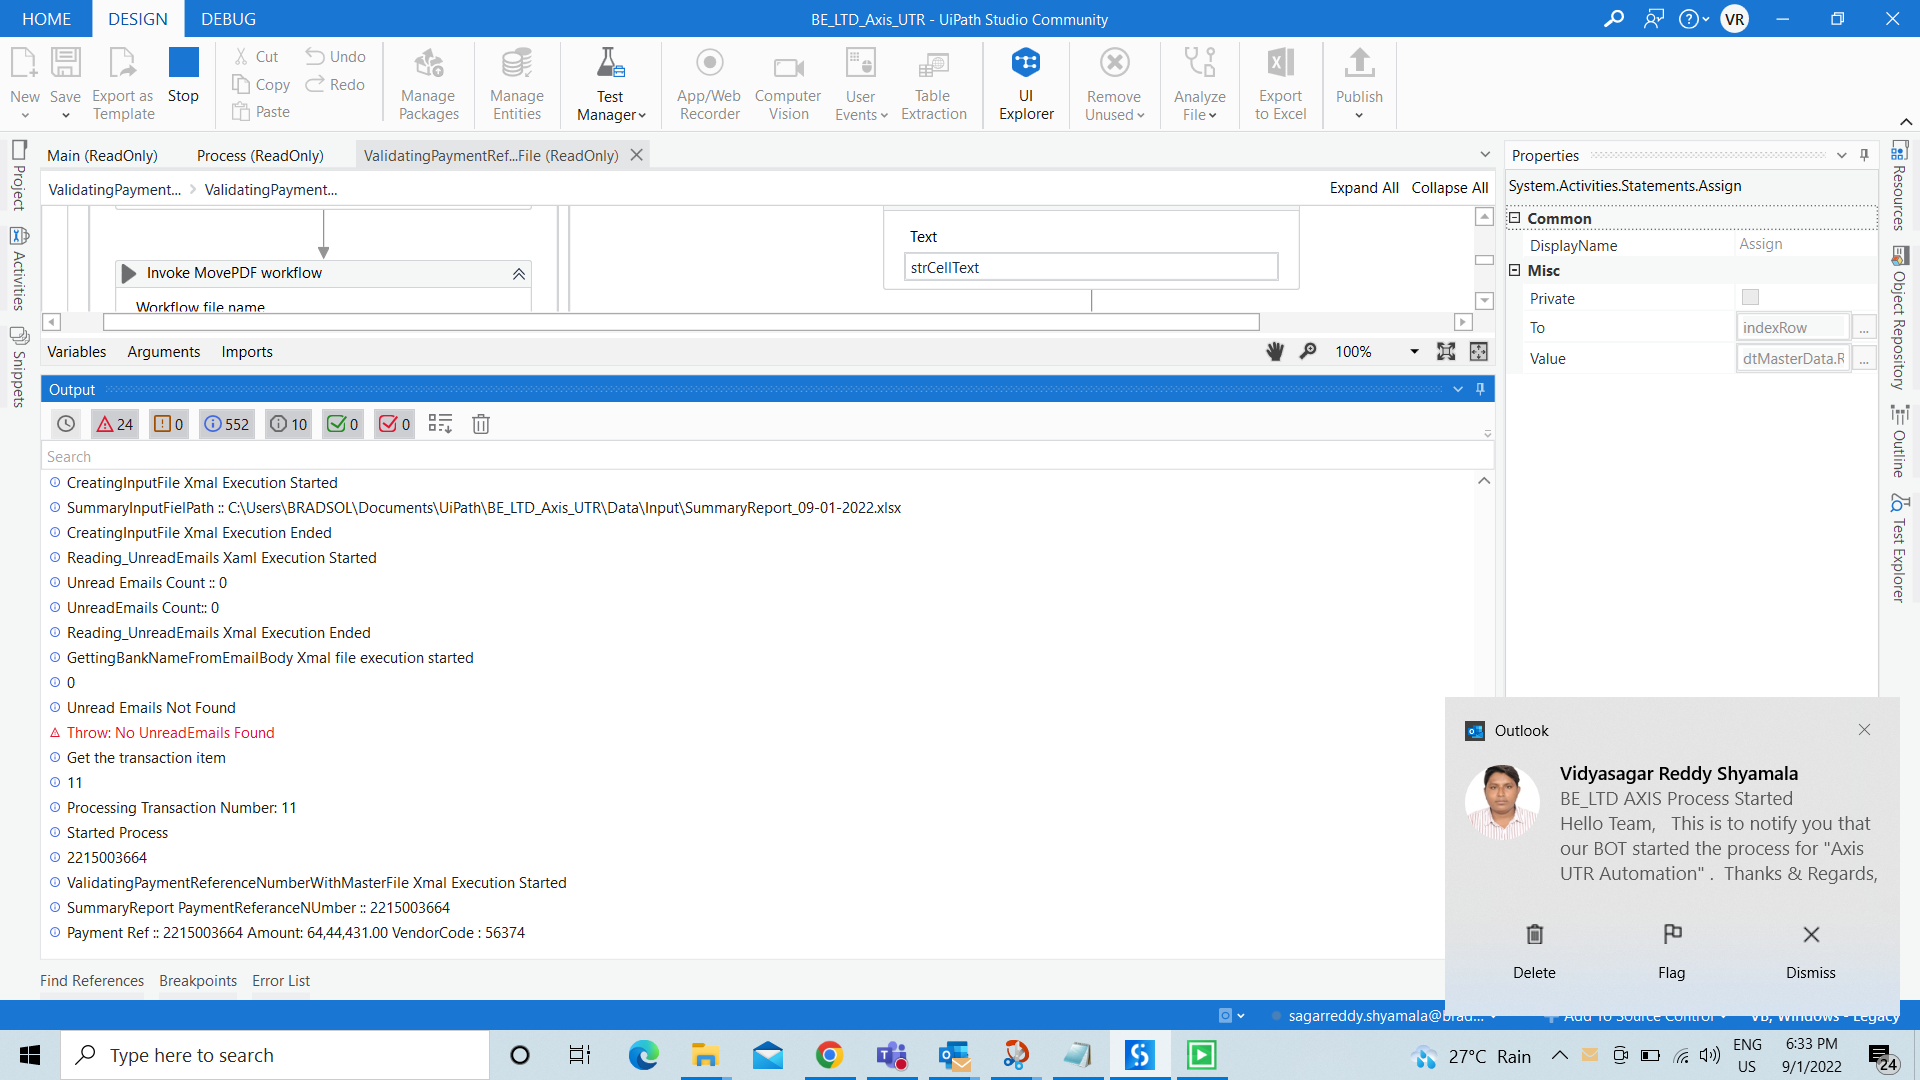 HOME DESIGN DEBUG
BE_LTD_Axis_UTR - UiPath Studio Community
VR
New Save Export as Template Stop
Cut Copy Paste
Undo Redo
Manage Packages
Manage Entities
Test Manager
App/Web Recorder
Computer Vision
User Events
Table Extraction
UI Explorer
Remove Unused
Analyze File
Export to Excel
Publish
Project
Activities
Snippets
Main (ReadOnly) Process (ReadOnly) ValidatingPaymentRef...File (ReadOnly)
ValidatingPayment... > ValidatingPayment...
Expand All Collapse All
Invoke MovePDF workflow
Workflow file name
Text
strCellText
Variables Arguments Imports
100%
Output
24 0 552 10 0 0
Search
CreatingInputFile Xmal Execution Started
SummaryInputFielPath :: C:\Users\BRADSOL\Documents\UiPath\BE_LTD_Axis_UTR\Data\Input\SummaryReport_09-01-2022.xlsx
CreatingInputFile Xmal Execution Ended
Reading_UnreadEmails Xaml Execution Started
Unread Emails Count :: 0
UnreadEmails Count:: 0
Reading_UnreadEmails Xmal Execution Ended
GettingBankNameFromEmailBody Xmal file execution started
0
Unread Emails Not Found
Throw: No UnreadEmails Found
Get the transaction item
11
Processing Transaction Number: 11
Started Process
2215003664
ValidatingPaymentReferenceNumberWithMasterFile Xmal Execution Started
SummaryReport PaymentReferanceNUmber :: 2215003664
Payment Ref :: 2215003664 Amount: 64,44,431.00 VendorCode : 56374
Find References Breakpoints Error List
Properties
System.Activities.Statements.Assign
Common
DisplayName Assign
Misc
Private
To indexRow ...
Value dtMasterData.R ...
Resources
Object Repository
Outline
Test Explorer
Outlook
Vidyasagar Reddy Shyamala
BE_LTD AXIS Process Started
Hello Team, This is to notify you that
our BOT started the process for "Axis
UTR Automation" . Thanks & Regards,
Delete Flag Dismiss
sagarreddy.shyamala@brad...
Add To Source Control
VB, Windows - Legacy
Type here to search
27°C Rain
ENG
US
6:33 PM
9/1/2022
24